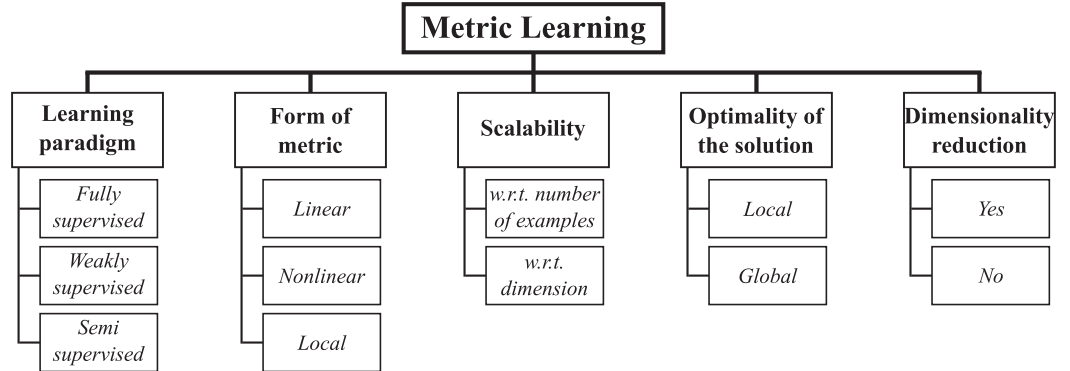 Metric Learning
Learning
paradigm
Fully
supervised
Weakly
supervised
Semi
supervised
Form of
metric
Linear
Nonlinear
Local
Scalability
w.r.t. number
of examples
w.r.t.
dimension
Optimality of
the solution
Local
Global
Dimensionality
reduction
Yes
No